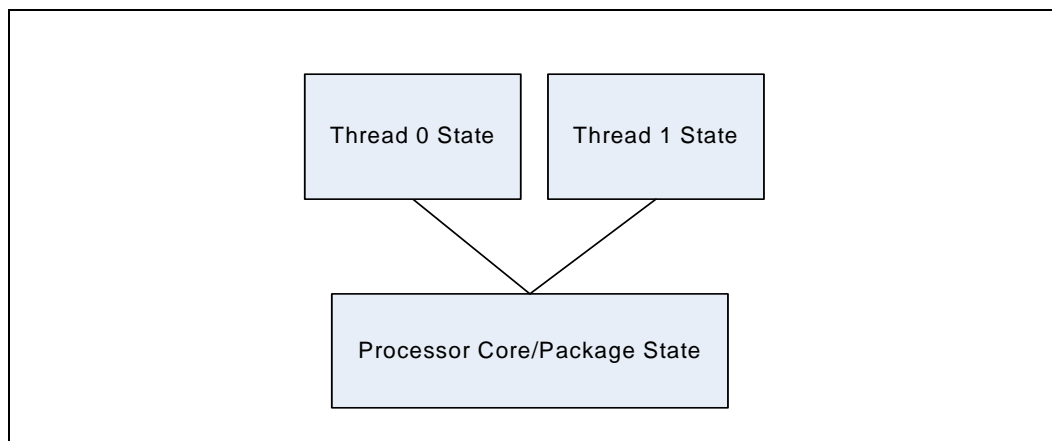 Thread 0 State
Thread 1 State
Processor Core/Package State